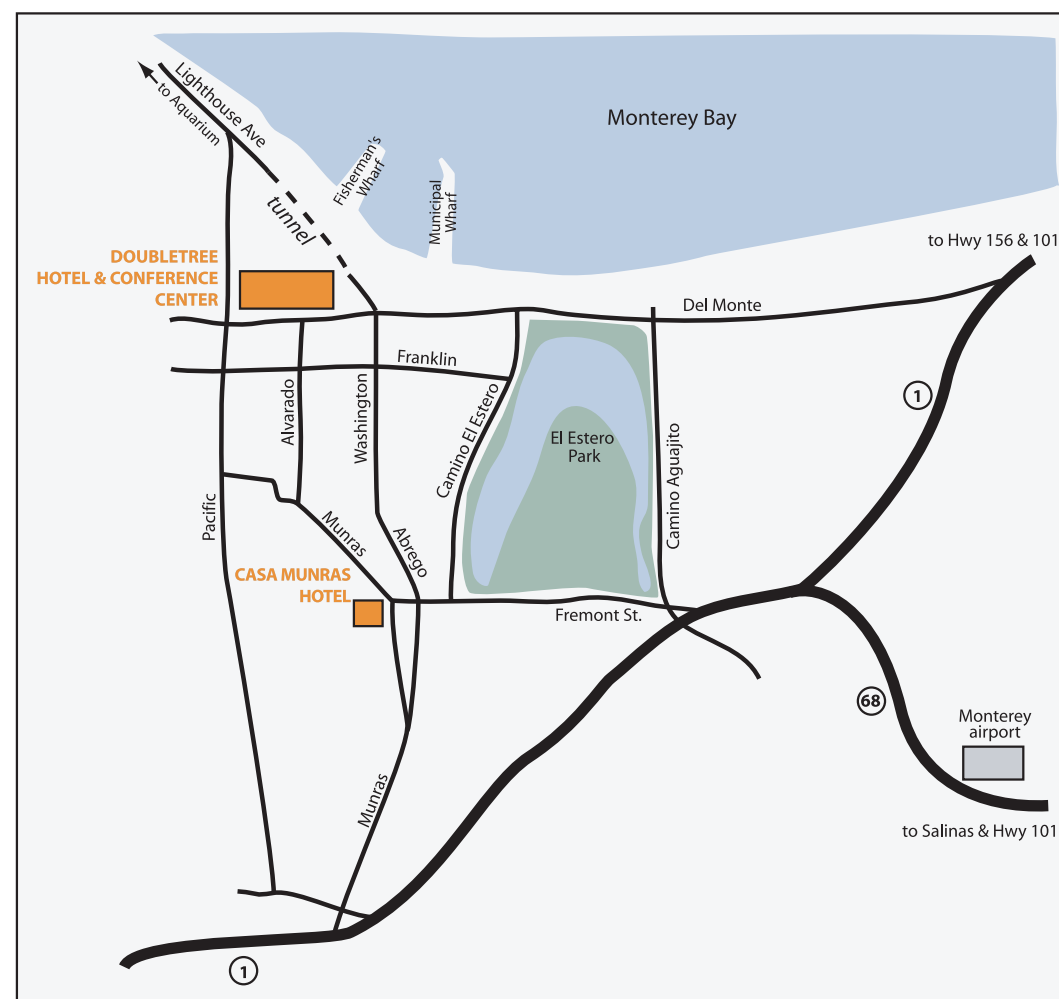 Lighthouse Ave
to Aquarium
Monterey Bay
Fisherman's
Wharf
Municipal
Wharf
tunnel
to Hwy 156 & 101
DOUBLETREE
HOTEL & CONFERENCE
CENTER
Del Monte
Franklin
Alvarado
Washington
Camino El Estero
El Estero
Park
Camino Aguajito
1
Pacific
Munras
Abrego
CASA MUNRAS
HOTEL
Fremont St.
68
Monterey
airport
Munras
to Salinas & Hwy 101
1